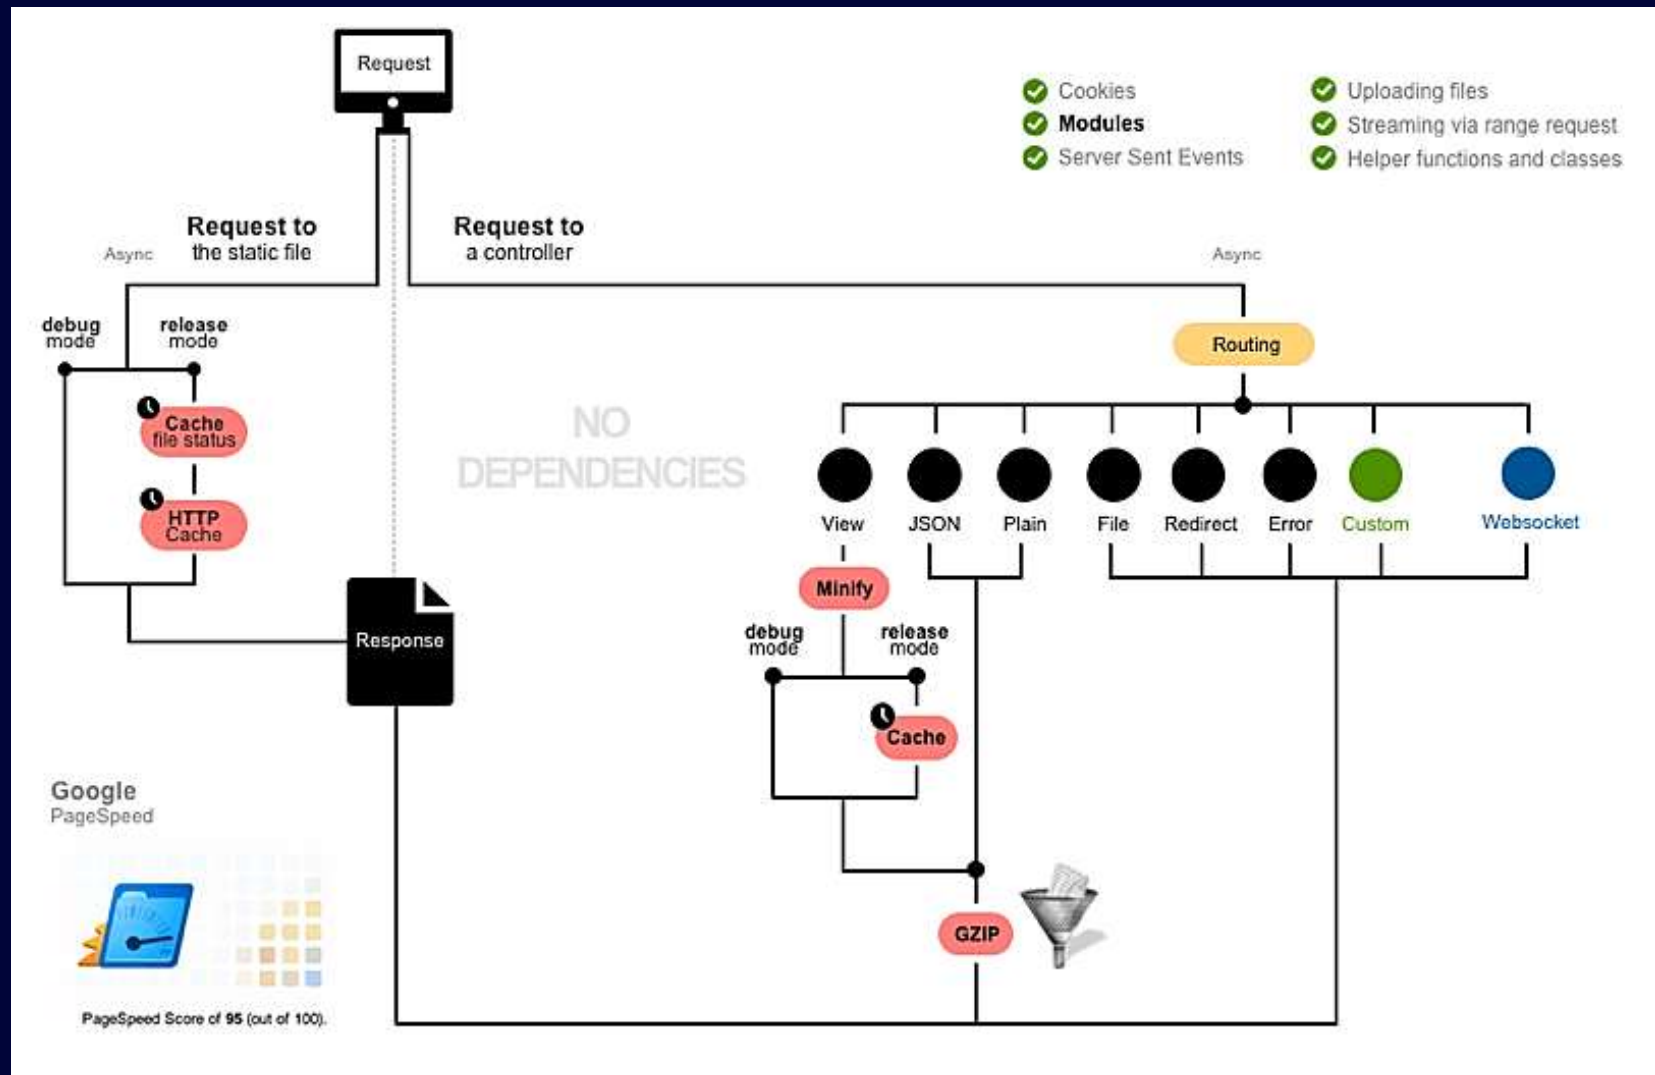 Request
Cookies
Modules
Server Sent Events
Uploading files
Streaming via range request
Helper functions and classes
Request to
the static file
Async
Request to
a controller
Async
debug
mode
release
mode
Cache
file status
HTTP
Cache
Response
NO
DEPENDENCIES
Routing
View
JSON
Plain
File
Redirect
Error
Custom
Websocket
Minify
debug
mode
release
mode
Cache
GZIP
Google
PageSpeed
PageSpeed Score of 95 (out of 100).